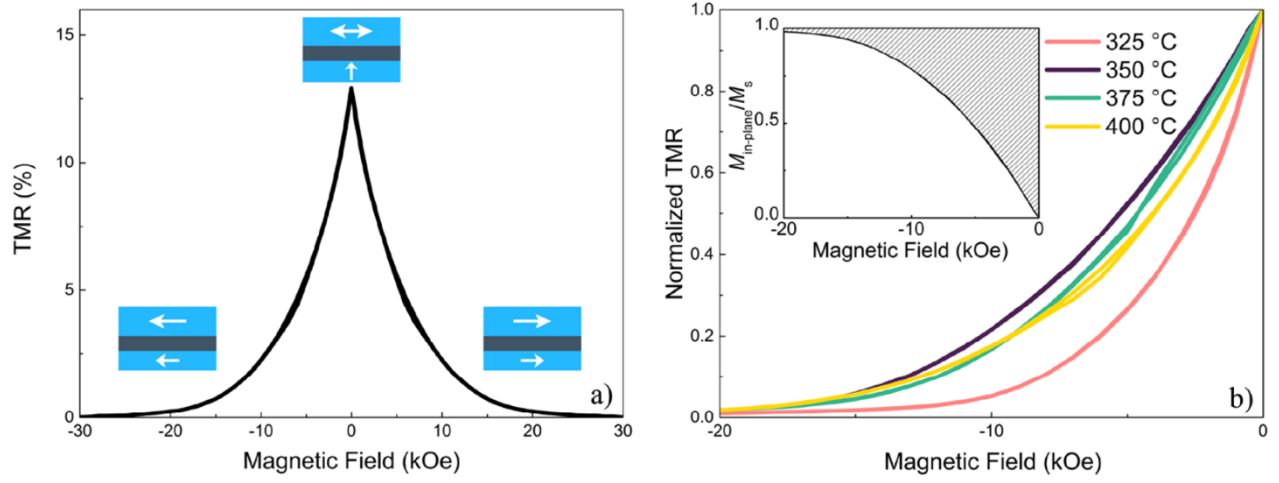 15
10
5
0
TMR (%)
-30
-20
-10
0
10
20
30
Magnetic Field (kOe)
a)
1.0
0.8
0.6
0.4
0.2
0.0
Normalized TMR
-20
-10
0
Magnetic Field (kOe)
b)
1.0
0.5
0.0
Min-plane/Ms
-20
-10
0
Magnetic Field (kOe)
325 °C
350 °C
375 °C
400 °C